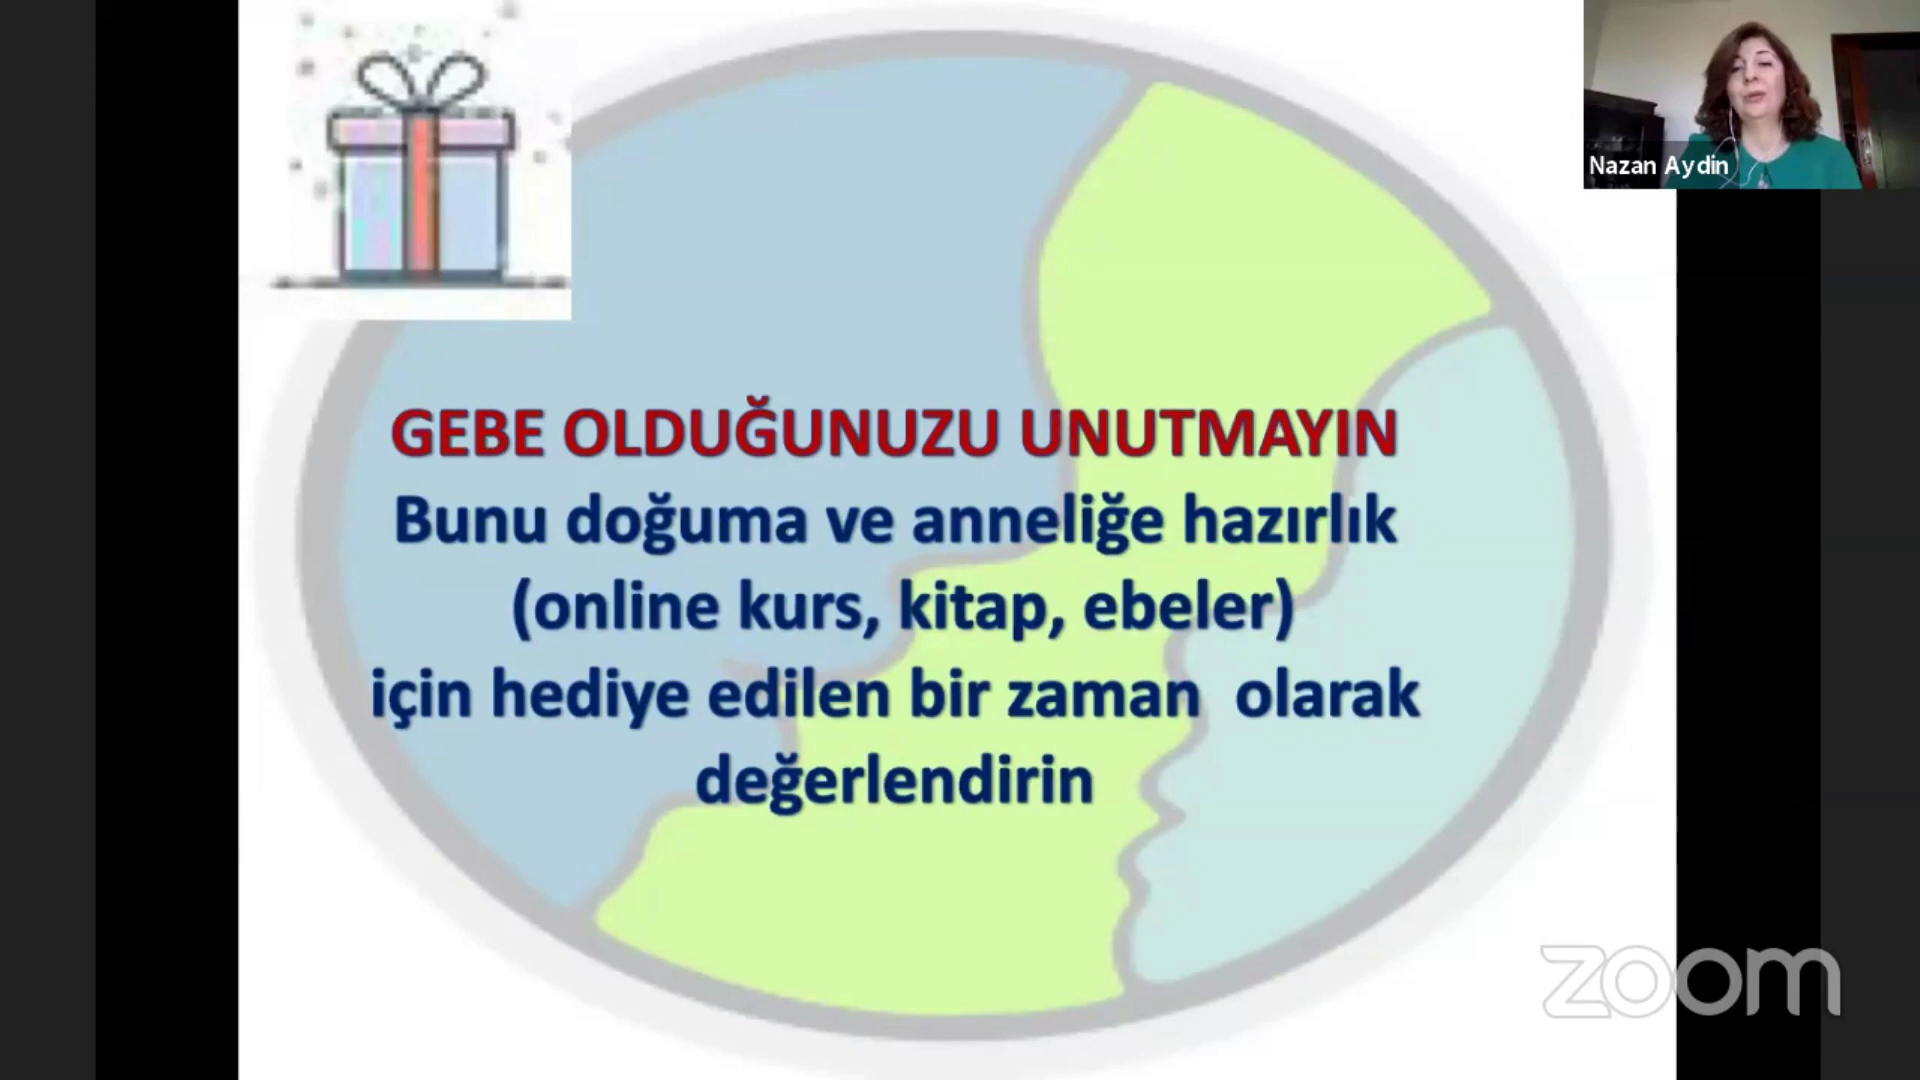 Nazan Aydin
GEBE OLDUĞUNUZU UNUTMAYIN
Bunu doğuma ve anneliğe hazırlık
(online kurs, kitap, ebeler)
için hediye edilen bir zaman olarak
değerlendirin
zoom